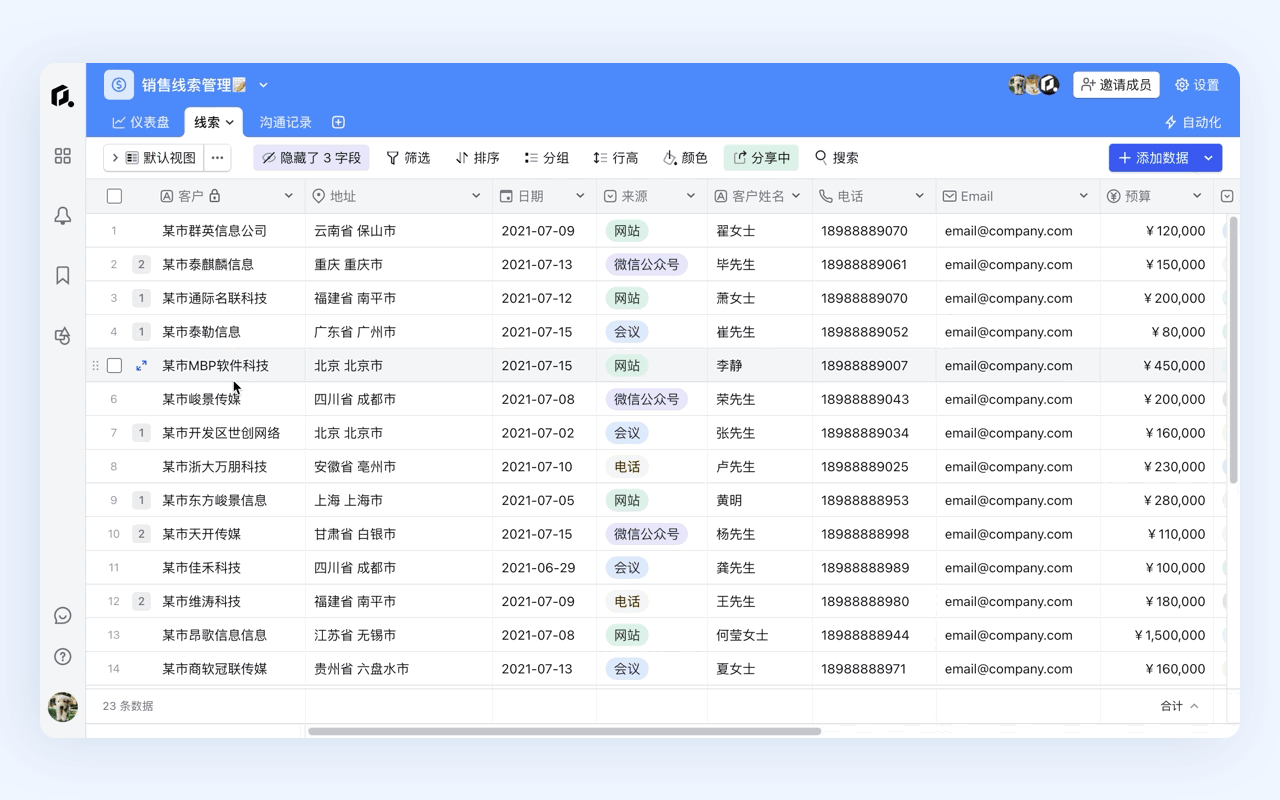 销售线索管理
邀请成员 设置
仪表盘 线索 沟通记录 自动化
默认视图 隐藏了 3 字段 筛选 排序 分组 行高 颜色 分享中 搜索 添加数据
客户 地址 日期 来源 客户姓名 电话 Email 预算
1 某市群英信息公司 云南省 保山市 2021-07-09 网站 翟女士 18988889070 email@company.com ¥120,000
2 2 某市泰麒麟信息 重庆 重庆市 2021-07-13 微信公众号 毕先生 18988889061 email@company.com ¥150,000
3 1 某市通际名联科技 福建省 南平市 2021-07-12 网站 萧女士 18988889070 email@company.com ¥200,000
4 1 某市泰勒信息 广东省 广州市 2021-07-15 会议 崔先生 18988889052 email@company.com ¥80,000
某市MBP软件科技 北京 北京市 2021-07-15 网站 李静 18988889007 email@company.com ¥450,000
6 某市峻景传媒 四川省 成都市 2021-07-08 微信公众号 荣先生 18988889043 email@company.com ¥200,000
7 1 某市开发区世创网络 北京 北京市 2021-07-02 会议 张先生 18988889034 email@company.com ¥160,000
8 某市浙大万朋科技 安徽省 亳州市 2021-07-10 电话 卢先生 18988889025 email@company.com ¥230,000
9 1 某市东方峻景信息 上海 上海市 2021-07-05 网站 黄明 18988888953 email@company.com ¥280,000
10 2 某市天开传媒 甘肃省 白银市 2021-07-15 微信公众号 杨先生 18988888998 email@company.com ¥110,000
11 某市佳禾科技 四川省 成都市 2021-06-29 会议 龚先生 18988888989 email@company.com ¥100,000
12 2 某市维涛科技 福建省 南平市 2021-07-09 电话 王先生 18988888980 email@company.com ¥180,000
13 某市昂歌信息信息 江苏省 无锡市 2021-07-08 网站 何莹女士 18988888944 email@company.com ¥1,500,000
14 某市商软冠联传媒 贵州省 六盘水市 2021-07-13 会议 夏女士 18988888971 email@company.com ¥160,000
23 条数据 合计